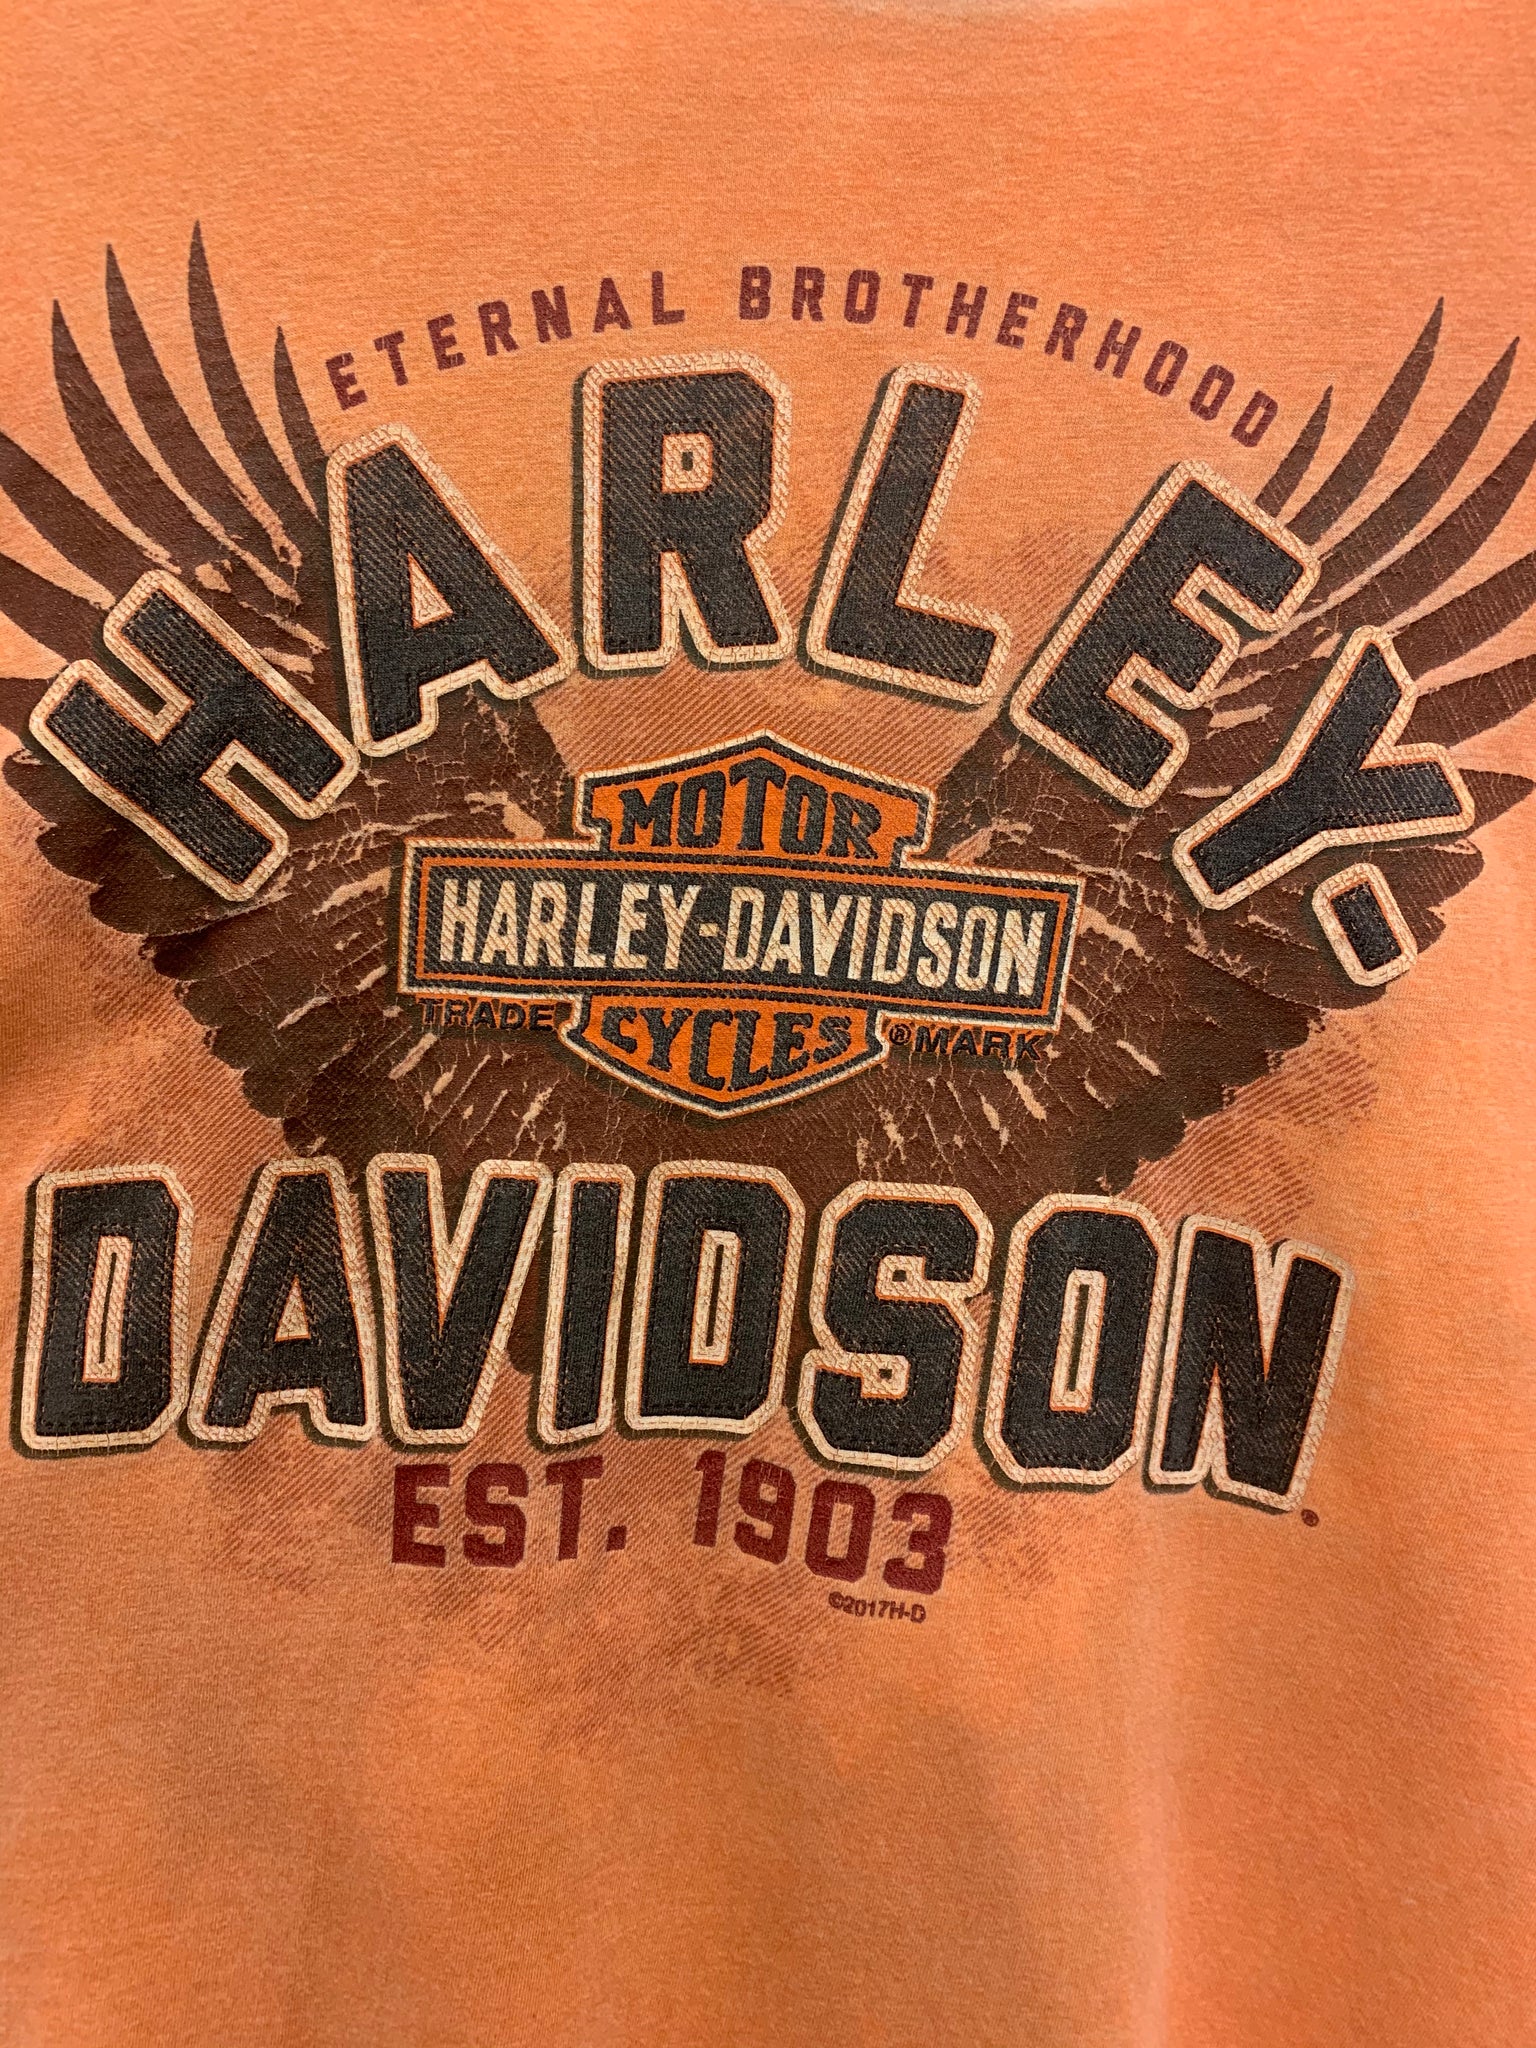 ETERNAL BROTHERHOOD
HARLEY-
MOTOR
HARLEY-DAVIDSON
TRADE ®MARK
CYCLES
DAVIDSON.
EST. 1903
©2017H-D